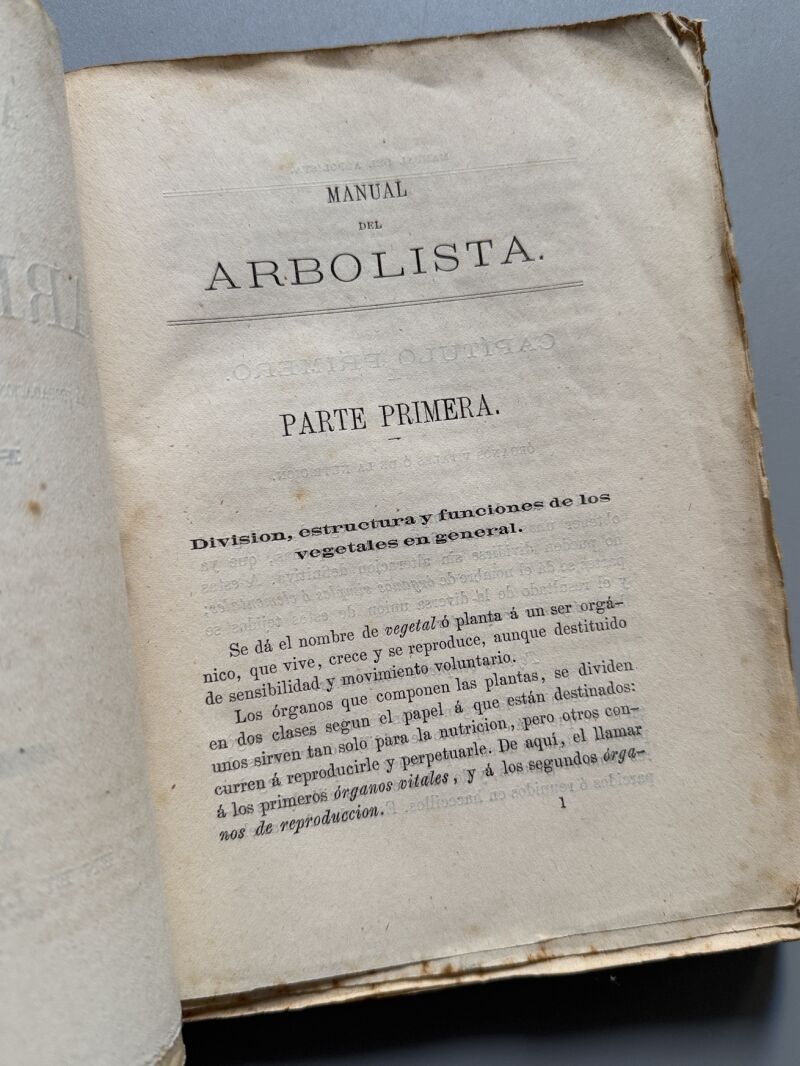 MANUAL
DEL
ARBOLISTA.
PARTE PRIMERA.
Division, estructura y funciones de los
vegetales en general.
Se dá el nombre de vegetal ó planta á un ser orgá-
nico, que vive, crece y se reproduce, aunque destituido
de sensibilidad y movimiento voluntario.
Los órganos que componen las plantas, se dividen
en dos clases segun el papel á que están destinados:
unos sirven tan solo para la nutricion, pero otros con-
curren á reproducirle y perpetuarle. De aquí, el llamar
á los primeros órganos vitales, y á los segundos órga-
nos de reproduccion.
1